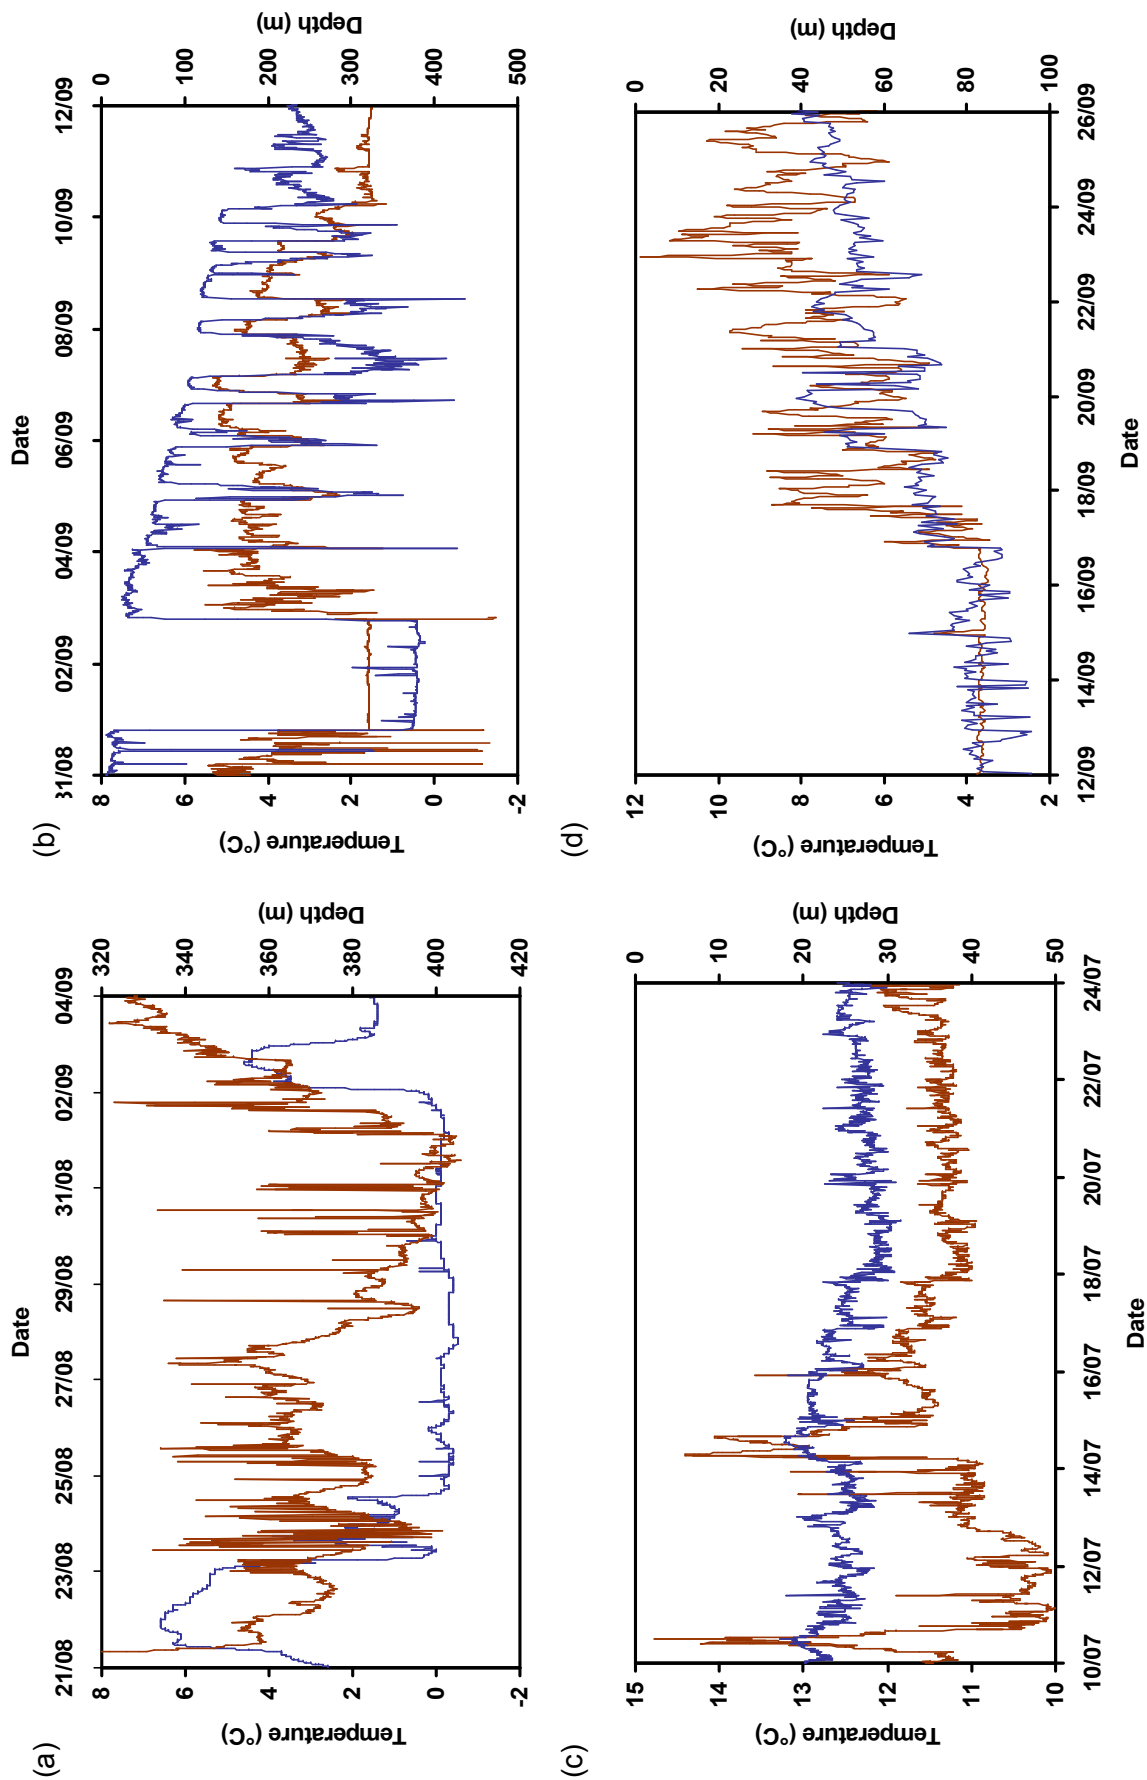 (a)
Date
21/08 23/08 25/08 27/08 29/08 31/08 02/09 04/09
Temperature (°C)
8
6
4
2
0
-2
320
340
360
380
400
420
Depth (m)
(b)
Date
31/08 02/09 04/09 06/09 08/09 10/09 12/09
Temperature (°C)
8
6
4
2
0
-2
0
100
200
300
400
500
Depth (m)
(c)
Temperature (°C)
15
14
13
12
11
10
0
10
20
30
40
50
Depth (m)
10/07 12/07 14/07 16/07 18/07 20/07 22/07 24/07
Date
(d)
Temperature (°C)
12
10
8
6
4
2
0
20
40
60
80
100
Depth (m)
12/09 14/09 16/09 18/09 20/09 22/09 24/09 26/09
Date